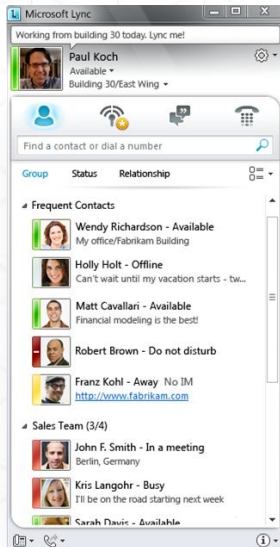 Microsoft Lync
Working from building 30 today. Lync me!
Paul Koch
Available
Building 30/East Wing
Find a contact or dial a number
Group Status Relationship
Frequent Contacts
Wendy Richardson - Available
My office/Fabrikam Building
Holly Holt - Offline
Can't wait until my vacation starts - tw...
Matt Cavallari - Available
Financial modeling is the best!
Robert Brown - Do not disturb
Franz Kohl - Away No IM
http://www.fabrikam.com
Sales Team (3/4)
John F. Smith - In a meeting
Berlin, Germany
Kris Langohr - Busy
I'll be on the road starting next week
Sarah Davis - Available